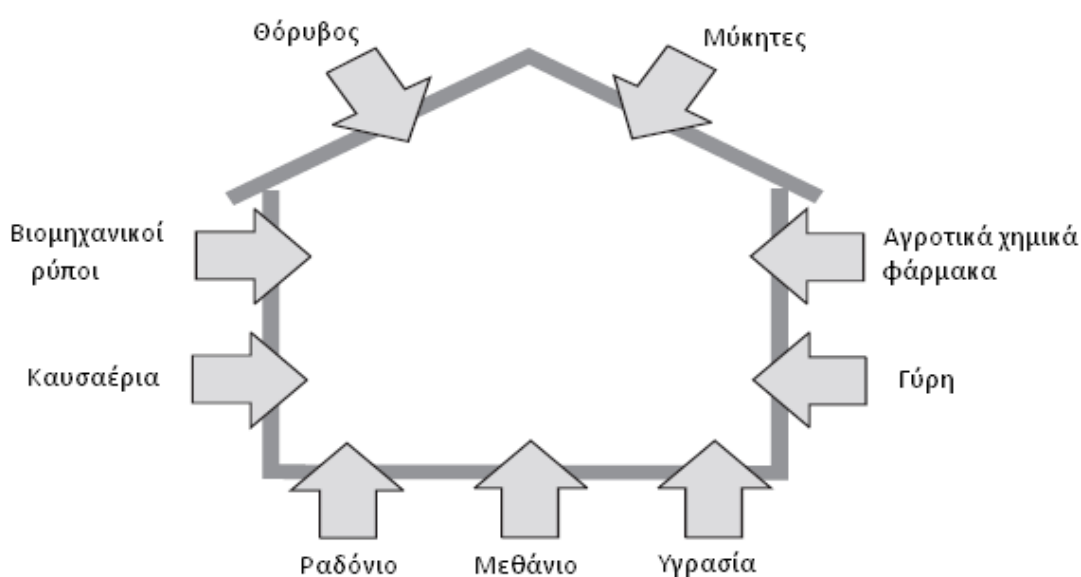 Θόρυβος
Μύκητες
Βιομηχανικοί
ρύποι
Αγροτικά χημικά
φάρμακα
Καυσαέρια
Γύρη
Ραδόνιο
Μεθάνιο
Υγρασία